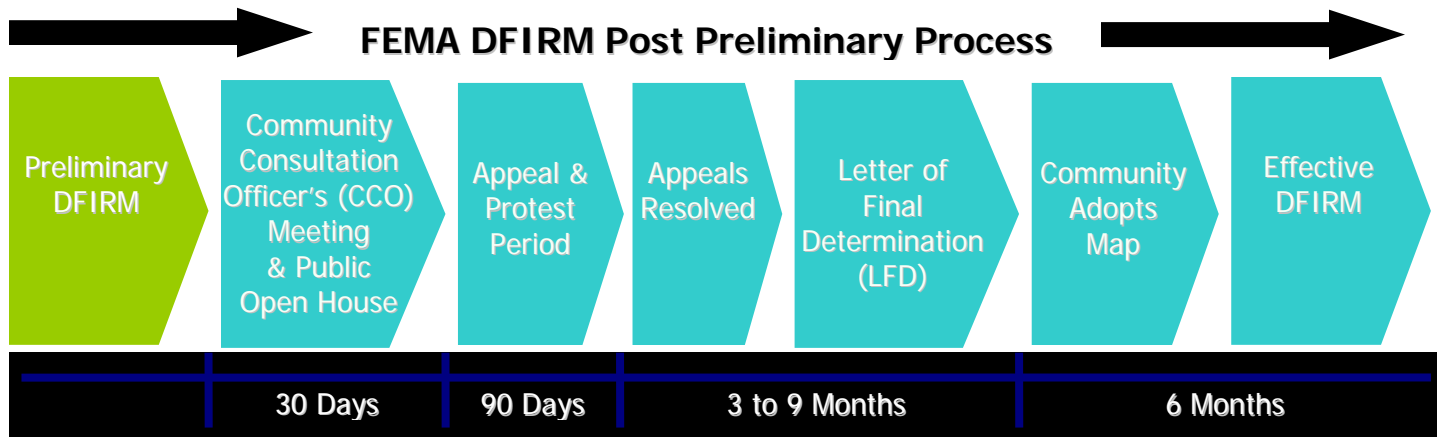 FEMA DFIRM Post Preliminary Process
Preliminary
DFIRM
Community
Consultation
Officer's (CCO)
Meeting
& Public
Open House
Appeal &
Protest
Period
Appeals
Resolved
Letter of
Final
Determination
(LFD)
Community
Adopts
Map
Effective
DFIRM
30 Days
90 Days
3 to 9 Months
6 Months